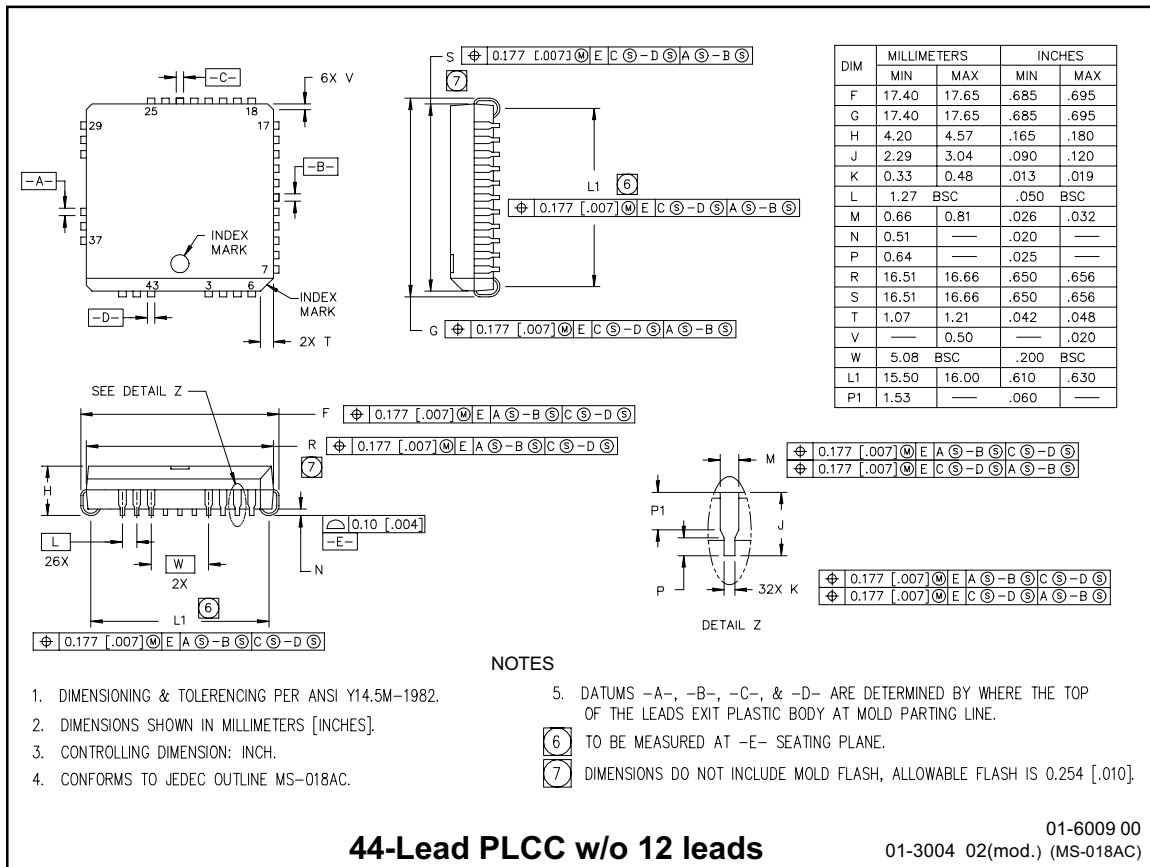 -C-
6X V
25
18
29
17
-A-
-B-
37
INDEX
MARK
7
43
3
6
INDEX
MARK
-D-
2X T
S ⌖ 0.177 [.007]Ⓜ E C Ⓢ-D Ⓢ A Ⓢ-B Ⓢ
7
L1 6
⌖ 0.177 [.007]Ⓜ E C Ⓢ-D Ⓢ A Ⓢ-B Ⓢ
G ⌖ 0.177 [.007]Ⓜ E C Ⓢ-D Ⓢ A Ⓢ-B Ⓢ
DIM MILLIMETERS INCHES
MIN MAX MIN MAX
F 17.40 17.65 .685 .695
G 17.40 17.65 .685 .695
H 4.20 4.57 .165 .180
J 2.29 3.04 .090 .120
K 0.33 0.48 .013 .019
L 1.27 BSC .050 BSC
M 0.66 0.81 .026 .032
N 0.51 — .020 —
P 0.64 — .025 —
R 16.51 16.66 .650 .656
S 16.51 16.66 .650 .656
T 1.07 1.21 .042 .048
V — 0.50 — .020
W 5.08 BSC .200 BSC
L1 15.50 16.00 .610 .630
P1 1.53 — .060 —
SEE DETAIL Z
F ⌖ 0.177 [.007]Ⓜ E A Ⓢ-B Ⓢ C Ⓢ-D Ⓢ
R ⌖ 0.177 [.007]Ⓜ E A Ⓢ-B Ⓢ C Ⓢ-D Ⓢ
7
H
⌓ 0.10 [.004]
-E-
L
26X
W
2X
N
6
L1
⌖ 0.177 [.007]Ⓜ E A Ⓢ-B Ⓢ C Ⓢ-D Ⓢ
M
⌖ 0.177 [.007]Ⓜ E A Ⓢ-B Ⓢ C Ⓢ-D Ⓢ
⌖ 0.177 [.007]Ⓜ E C Ⓢ-D Ⓢ A Ⓢ-B Ⓢ
P1
J
P
32X K
⌖ 0.177 [.007]Ⓜ E A Ⓢ-B Ⓢ C Ⓢ-D Ⓢ
⌖ 0.177 [.007]Ⓜ E C Ⓢ-D Ⓢ A Ⓢ-B Ⓢ
DETAIL Z
NOTES
1. DIMENSIONING & TOLERENCING PER ANSI Y14.5M-1982.
2. DIMENSIONS SHOWN IN MILLIMETERS [INCHES].
3. CONTROLLING DIMENSION: INCH.
4. CONFORMS TO JEDEC OUTLINE MS-018AC.
5. DATUMS -A-, -B-, -C-, & -D- ARE DETERMINED BY WHERE THE TOP
OF THE LEADS EXIT PLASTIC BODY AT MOLD PARTING LINE.
6 TO BE MEASURED AT -E- SEATING PLANE.
7 DIMENSIONS DO NOT INCLUDE MOLD FLASH, ALLOWABLE FLASH IS 0.254 [.010].
44-Lead PLCC w/o 12 leads
01-6009 00
01-3004 02(mod.) (MS-018AC)